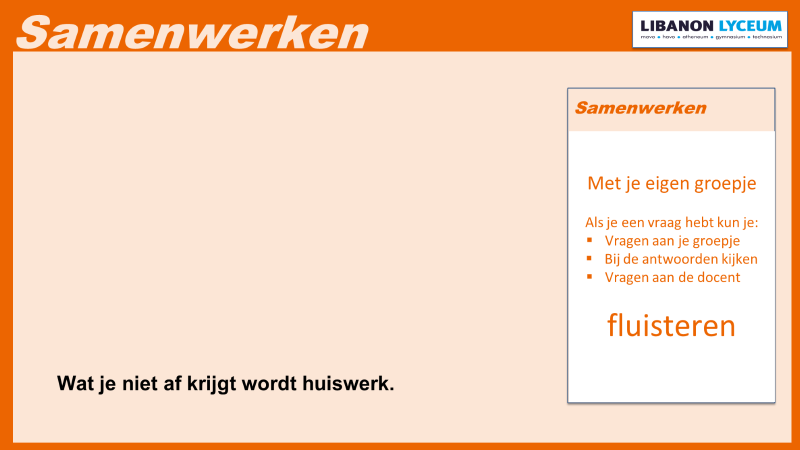 Samenwerken
LIBANON LYCEUM
mavo • havo • atheneum • gymnasium • technasium
Samenwerken
Met je eigen groepje
Als je een vraag hebt kun je:
▪ Vragen aan je groepje
▪ Bij de antwoorden kijken
▪ Vragen aan de docent
fluisteren
Wat je niet af krijgt wordt huiswerk.